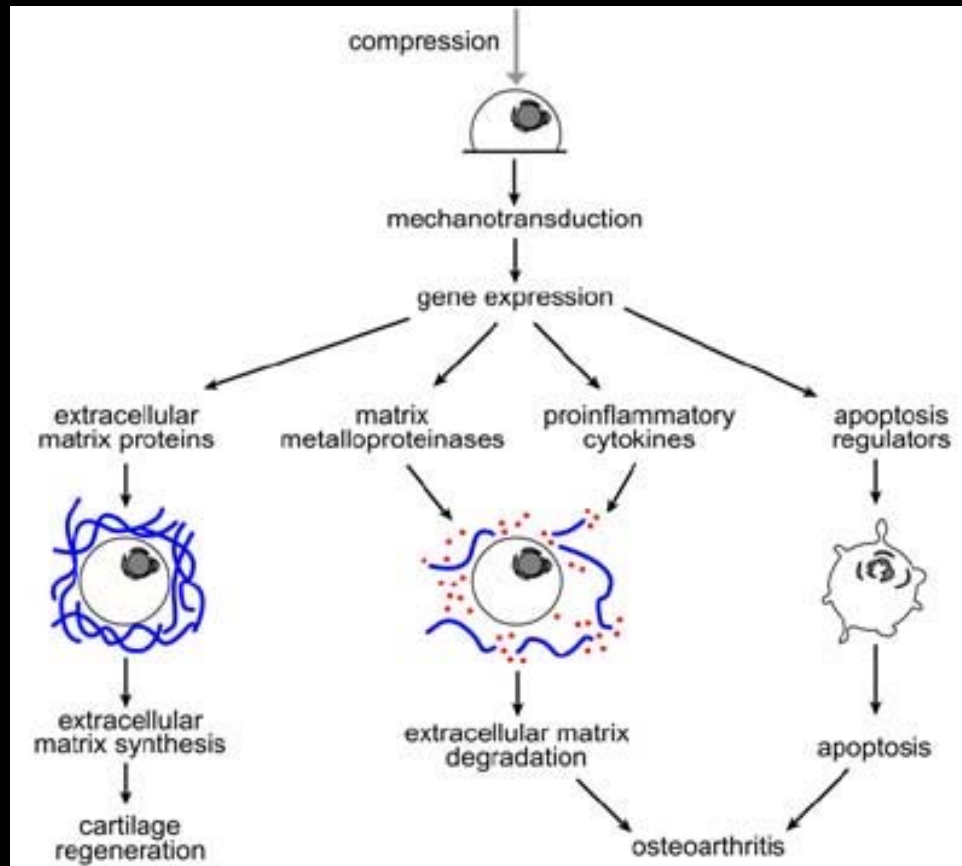 compression
mechanotransduction
gene expression
extracellular
matrix proteins
matrix
metalloproteinases
proinflammatory
cytokines
apoptosis
regulators
extracellular
matrix synthesis
extracellular matrix
degradation
apoptosis
cartilage
regeneration
osteoarthritis